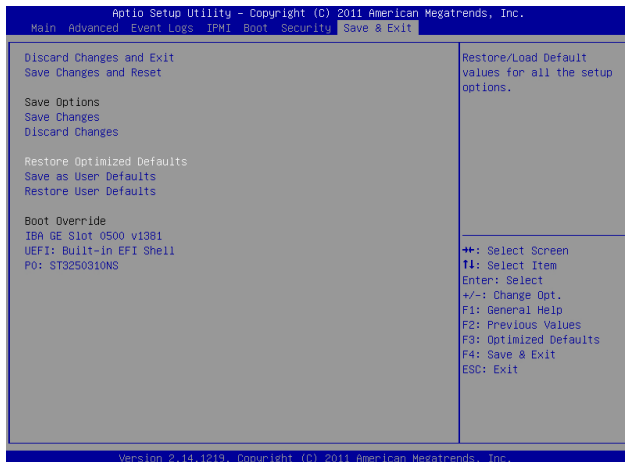 Aptio Setup Utility – Copyright (C) 2011 American Megatrends, Inc.
Main Advanced Event Logs IPMI Boot Security Save & Exit
Discard Changes and Exit
Save Changes and Reset
Save Options
Save Changes
Discard Changes
Restore Optimized Defaults
Save as User Defaults
Restore User Defaults
Boot Override
IBA GE Slot 0500 v1381
UEFI: Built-in EFI Shell
P0: ST3250310NS
Restore/Load Default
values for all the setup
options.
→←: Select Screen
↑↓: Select Item
Enter: Select
+/-: Change Opt.
F1: General Help
F2: Previous Values
F3: Optimized Defaults
F4: Save & Exit
ESC: Exit
Version 2.14.1219. Copyright (C) 2011 American Megatrends, Inc.